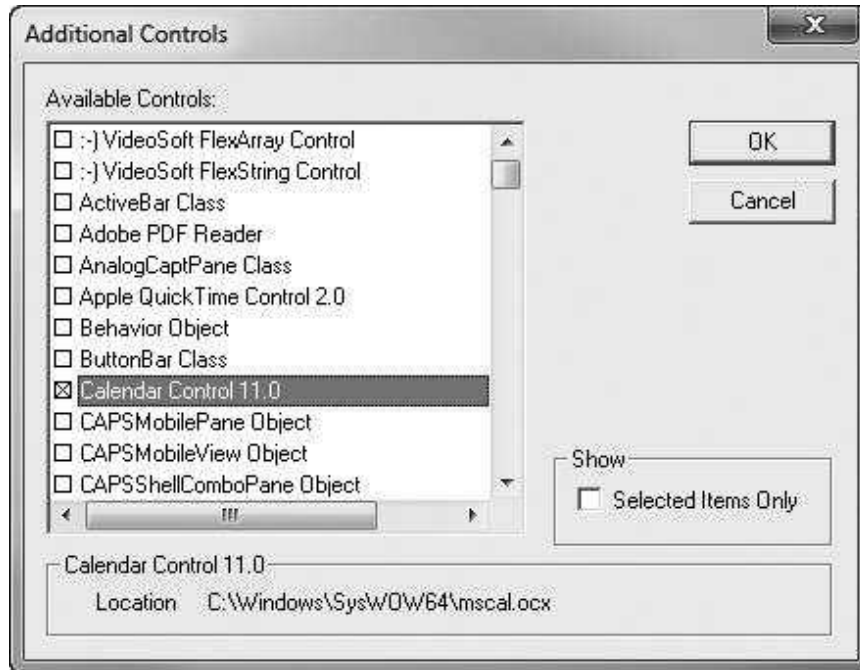 Additional Controls
Available Controls:
:-) VideoSoft FlexArray Control
:-) VideoSoft FlexString Control
ActiveBar Class
Adobe PDF Reader
AnalogCaptPane Class
Apple QuickTime Control 2.0
Behavior Object
ButtonBar Class
Calendar Control 11.0
CAPSMobilePane Object
CAPSMobileView Object
CAPSShellComboPane Object
OK
Cancel
Show
Selected Items Only
Calendar Control 11.0
Location C:\Windows\SysWOW64\mscal.ocx